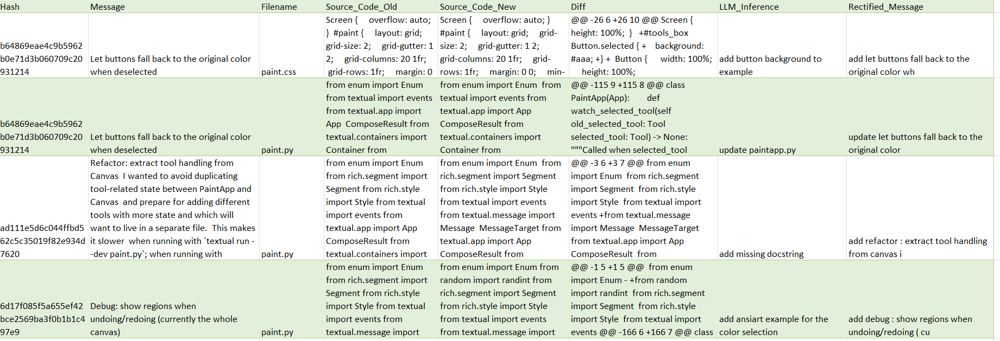 Hash Message Filename Source_Code_Old Source_Code_New Diff LLM_Inference Rectified_Message
b64869eae4c9b5962
b0e71d3b060709c20
931214
Let buttons fall back to the original color
when deselected
paint.css
Screen {     overflow: auto;
}  #paint {     layout: grid;
grid-size: 2;     grid-gutter: 1
2;     grid-columns: 20 1fr;
grid-rows: 1fr;     margin: 0
Screen {     overflow: auto; }
#paint {     layout: grid;     grid-
size: 2;     grid-gutter: 1 2;
grid-columns: 20 1fr;     grid-
rows: 1fr;     margin: 0 0;     min-
@@ -26 6 +26 10 @@ Screen {
height: 100%;  }   +#tools_box
Button.selected { +    background:
#aaa; +} +  Button {      width: 100%;
height: 100%;
add button background to
example
add let buttons fall back to the
original color wh
b64869eae4c9b5962
b0e71d3b060709c20
931214
Let buttons fall back to the original color
when deselected
paint.py
from enum import Enum
from textual import events
from textual.app import
App  ComposeResult from
textual.containers import
Container from
from enum import Enum  from
textual import events from
textual.app import App
ComposeResult from
textual.containers import
Container from
@@ -115 9 +115 8 @@ class
PaintApp(App):       def
watch_selected_tool(self
old_selected_tool: Tool
selected_tool: Tool) -> None:
"""Called when selected_tool
update paintapp.py
update let buttons fall back to the
original color
ad111e5d6c044ffbd5
62c5c35019f82e934d
7620
Refactor: extract tool handling from
Canvas  I wanted to avoid duplicating
tool-related state between PaintApp and
Canvas  and prepare for adding different
tools with more state and which will
want to live in a separate file.  This makes
it slower  when running with `textual run -
-dev paint.py`; when running with
paint.py
from enum import Enum
from rich.segment import
Segment from rich.style
import Style from textual
import events from
textual.app import App
ComposeResult from
textual.containers import
from enum import Enum  from
rich.segment import Segment
from rich.style import Style
from textual import events
from textual.message import
Message  MessageTarget from
textual.app import App
ComposeResult from
@@ -3 6 +3 7 @@ from enum
import Enum  from rich.segment
import Segment  from rich.style
import Style  from textual import
events +from textual.message
import Message  MessageTarget
from textual.app import App
ComposeResult  from
add missing docstring
add refactor : extract tool handling
from canvas i
6d17f085f5a655ef42
bce2569ba3f0b1b1c4
97e9
Debug: show regions when
undoing/redoing (currently the whole
canvas)
paint.py
from enum import Enum
from rich.segment import
Segment from rich.style
import Style from textual
import events from
textual.message import
from enum import Enum from
random import randint from
rich.segment import Segment
from rich.style import Style
from textual import events
from textual.message import
@@ -1 5 +1 5 @@  from enum
import Enum - +from random
import randint  from rich.segment
import Segment  from rich.style
import Style  from textual import
events @@ -166 6 +166 7 @@ class
add ansiart example for the
color selection
add debug : show regions when
undoing/redoing ( cu